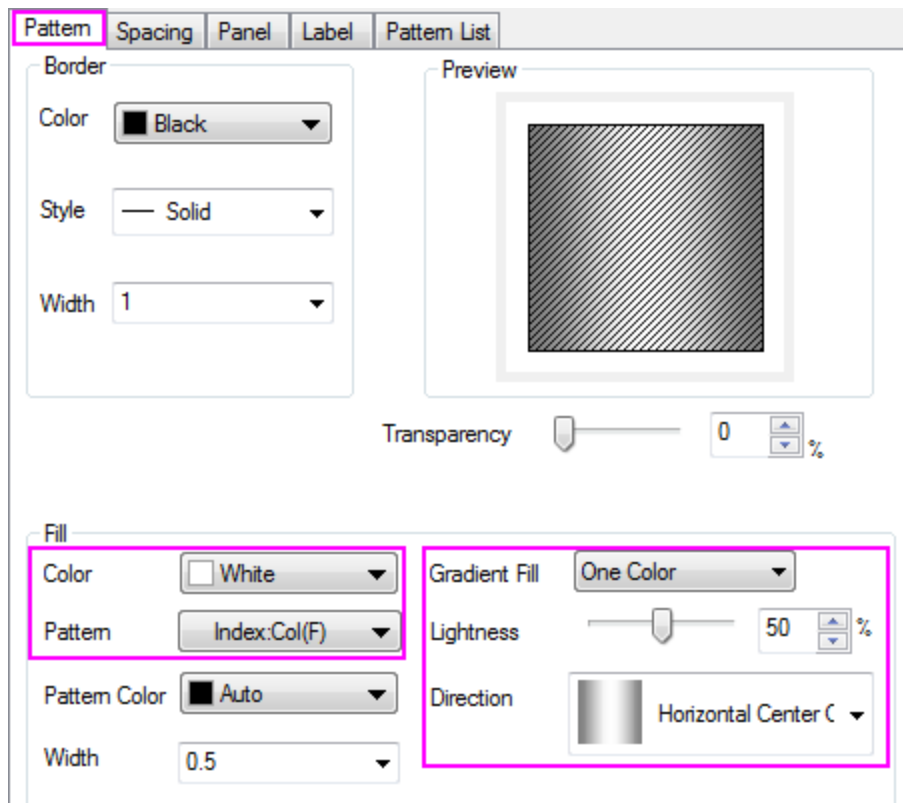 Pattern Spacing Panel Label Pattern List
Border
Preview
Color Black
Style Solid
Width 1
Transparency 0 %
Fill
Color White
Gradient Fill One Color
Pattern Index:Col(F)
Lightness 50 %
Pattern Color Auto
Direction Horizontal Center
Width 0.5